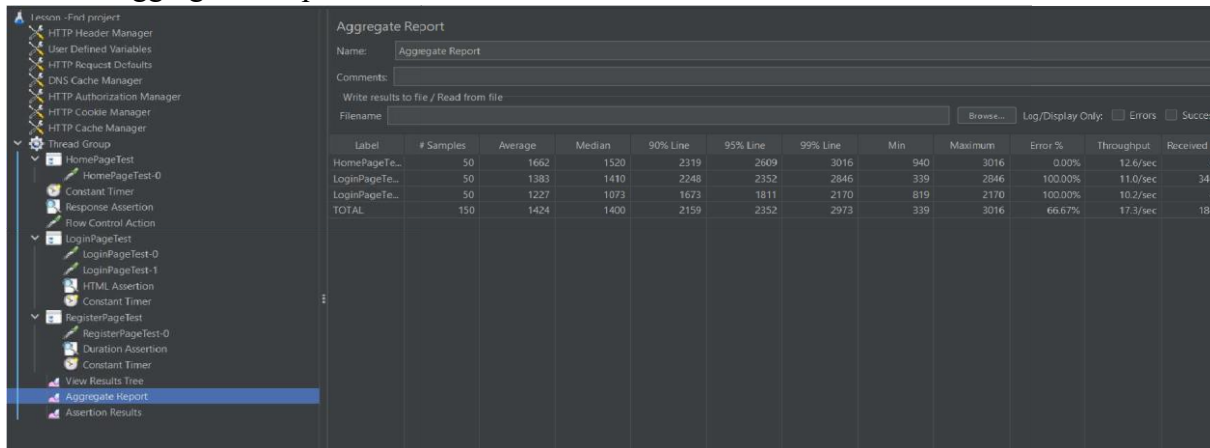 Lesson -End project
HTTP Header Manager
User Defined Variables
HTTP Request Defaults
DNS Cache Manager
HTTP Authorization Manager
HTTP Cookie Manager
HTTP Cache Manager
Thread Group
HomePageTest
HomePageTest-0
Constant Timer
Response Assertion
Flow Control Action
LoginPageTest
LoginPageTest-0
LoginPageTest-1
HTML Assertion
Constant Timer
RegisterPageTest
RegisterPageTest-0
Duration Assertion
Constant Timer
View Results Tree
Aggregate Report
Assertion Results
Aggregate Report
Name: Aggregate Report
Comments:
Write results to file / Read from file
Filename Browse... Log/Display Only: Errors Succe
Label # Samples Average Median 90% Line 95% Line 99% Line Min Maximum Error % Throughput Received
HomePageTe... 50 1662 1520 2319 2609 3016 940 3016 0.00% 12.6/sec
LoginPageTe... 50 1383 1410 2248 2352 2846 339 2846 100.00% 11.0/sec 34
LoginPageTe... 50 1227 1073 1673 1811 2170 819 2170 100.00% 10.2/sec
TOTAL 150 1424 1400 2159 2352 2973 339 3016 66.67% 17.3/sec 18